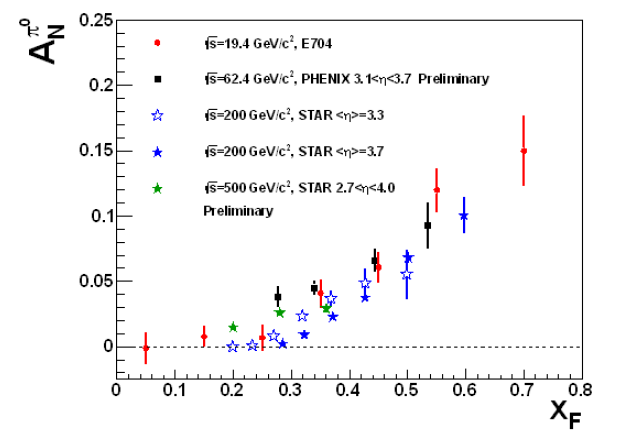 A_N^π⁰
0.25
0.2
0.15
0.1
0.05
0
√s=19.4 GeV/c², E704
√s=62.4 GeV/c², PHENIX 3.1<η<3.7 Preliminary
√s=200 GeV/c², STAR <η>=3.3
√s=200 GeV/c², STAR <η>=3.7
√s=500 GeV/c², STAR 2.7<η<4.0
Preliminary
0 0.1 0.2 0.3 0.4 0.5 0.6 0.7 0.8
X_F